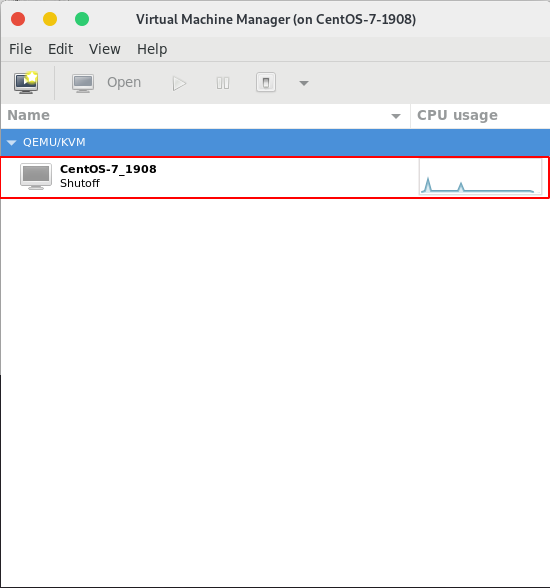 Virtual Machine Manager (on CentOS-7-1908)
File Edit View Help
Open
Name CPU usage
QEMU/KVM
CentOS-7_1908
Shutoff